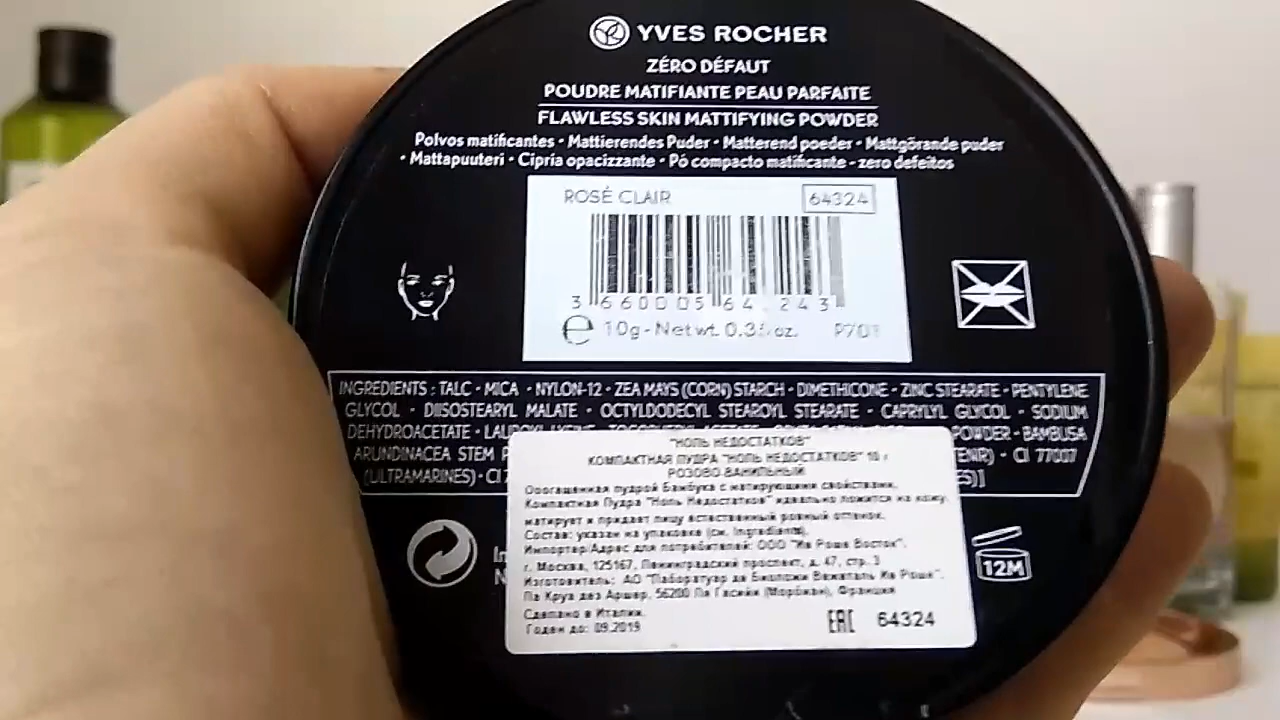 YVES ROCHER
ZÉRO DÉFAUT
POUDRE MATIFIANTE PEAU PARFAITE
FLAWLESS SKIN MATTIFYING POWDER
Polvos matificantes • Mattierendes Puder • Matterend poeder • Mattgörande puder
• Mattapuuteri • Cipria opacizzante • Pó compacto matificante - zero defeitos
ROSÉ CLAIR 64324
3 660005 64 243
e 10g - Net wt. 0.35 oz. P701
INGREDIENTS : TALC • MICA • NYLON-12 • ZEA MAYS (CORN) STARCH • DIMETHICONE • ZINC STEARATE • PENTYLENE
GLYCOL • DIISOSTEARYL MALATE • OCTYLDODECYL STEAROYL STEARATE • CAPRYLYL GLYCOL • SODIUM
DEHYDROACETATE • POWDER • BAMBUSA
ARUNDINACEA STEM • CI 77007
(ULTRAMARINES) • CI
"НОЛЬ НЕДОСТАТКОВ"
КОМПАКТНАЯ ПУДРА "НОЛЬ НЕДОСТАТКОВ" 10 г
РОЗОВО-ВАНИЛЬНЫЙ
Обогащенная пудрой Бамбука с матирующими свойствами,
Компактная Пудра "Ноль Недостатков" идеально ложится на кожу,
матирует и придает лицу естественный ровный оттенок.
Состав: указан на упаковке (см. Ingredients).
Импортер/Адрес для потребителей: ООО "Ив Роше Восток",
г. Москва, 125167, Ленинградский проспект, д. 47, стр. 3
Изготовитель: АО "Лаборатуар де Биоложи Вежеталь Ив Роше",
Ла Круа дез Аршер, 56200 Ля Гасийи (Морбиан), Франция
Сделано в Италии.
Годен до: 09.2019 EAC 64324
12M